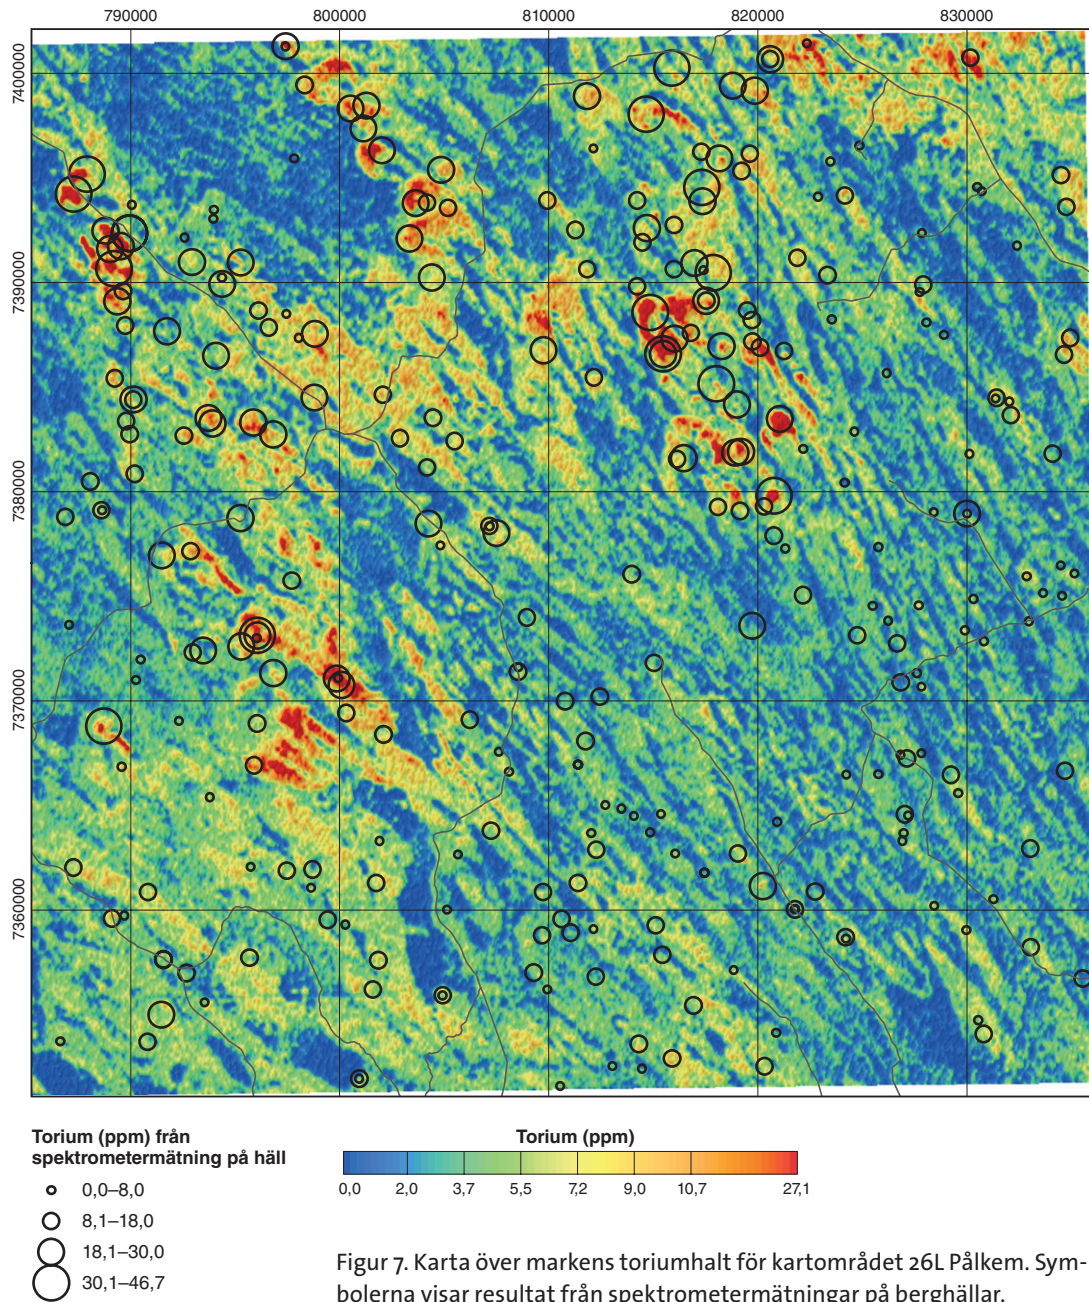 790000 800000 810000 820000 830000
7400000
7390000
7380000
7370000
7360000
Torium (ppm) från
spektrometermätning på häll
0,0–8,0
8,1–18,0
18,1–30,0
30,1–46,7
Torium (ppm)
0,0 2,0 3,7 5,5 7,2 9,0 10,7 27,1
Figur 7. Karta över markens toriumhalt för kartområdet 26L Pålkem. Sym-
bolerna visar resultat från spektrometermätningar på berghällar.